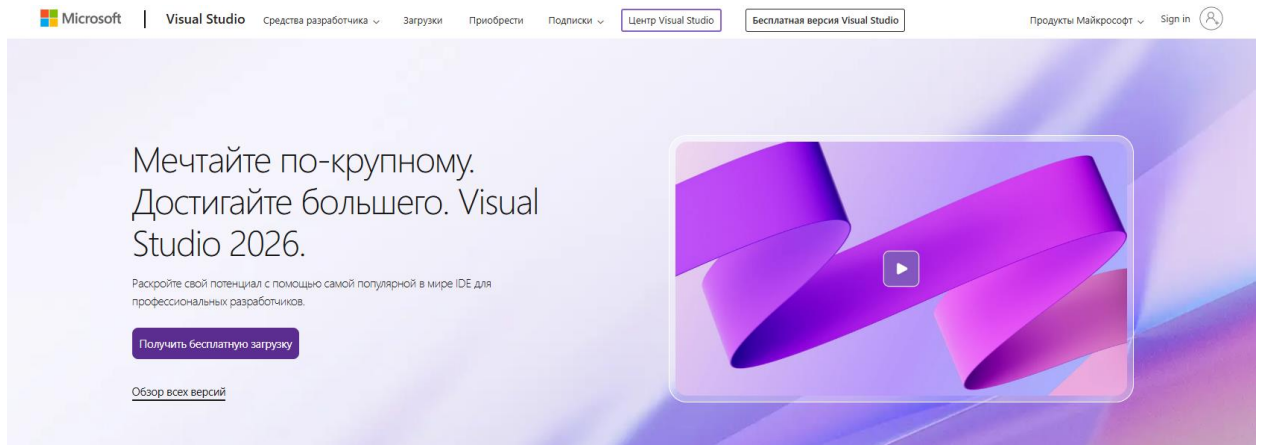 Microsoft Visual Studio Средства разработчика Загрузки Приобрести Подписки Центр Visual Studio Бесплатная версия Visual Studio Продукты Майкрософт Sign in
Мечтайте по-крупному.
Достигайте большего. Visual
Studio 2026.
Раскройте свой потенциал с помощью самой популярной в мире IDE для
профессиональных разработчиков.
Получить бесплатную загрузку
Обзор всех версий